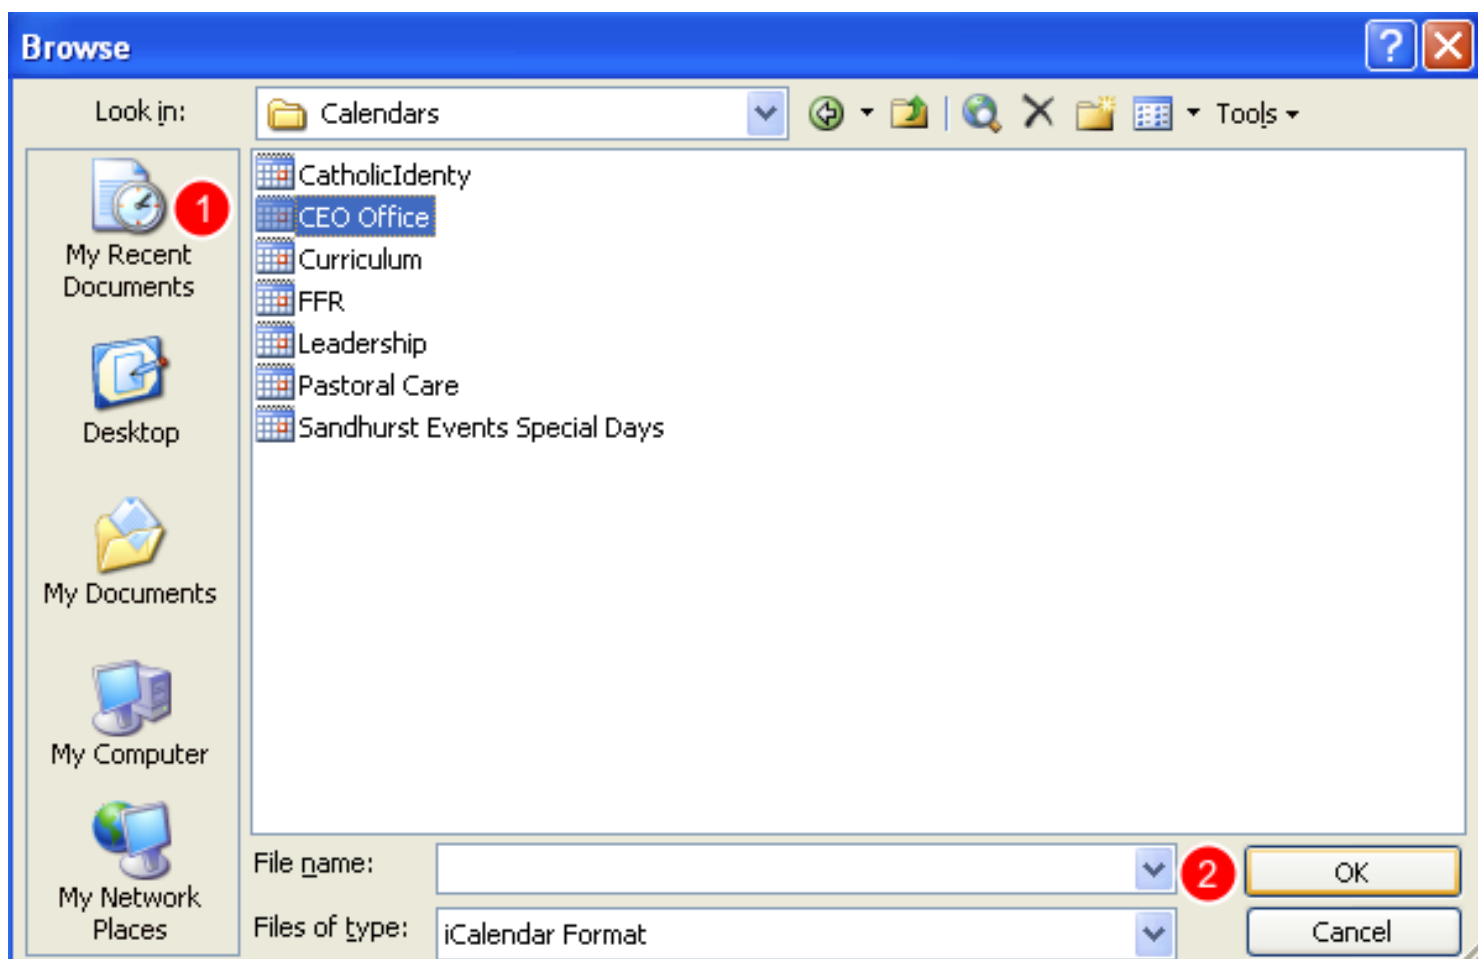 Browse
?
Look in:
Calendars
Tools
1
My Recent
Documents
Desktop
My Documents
My Computer
My Network
Places
CatholicIdenty
CEO Office
Curriculum
FFR
Leadership
Pastoral Care
Sandhurst Events Special Days
File name:
2
OK
Files of type:
iCalendar Format
Cancel